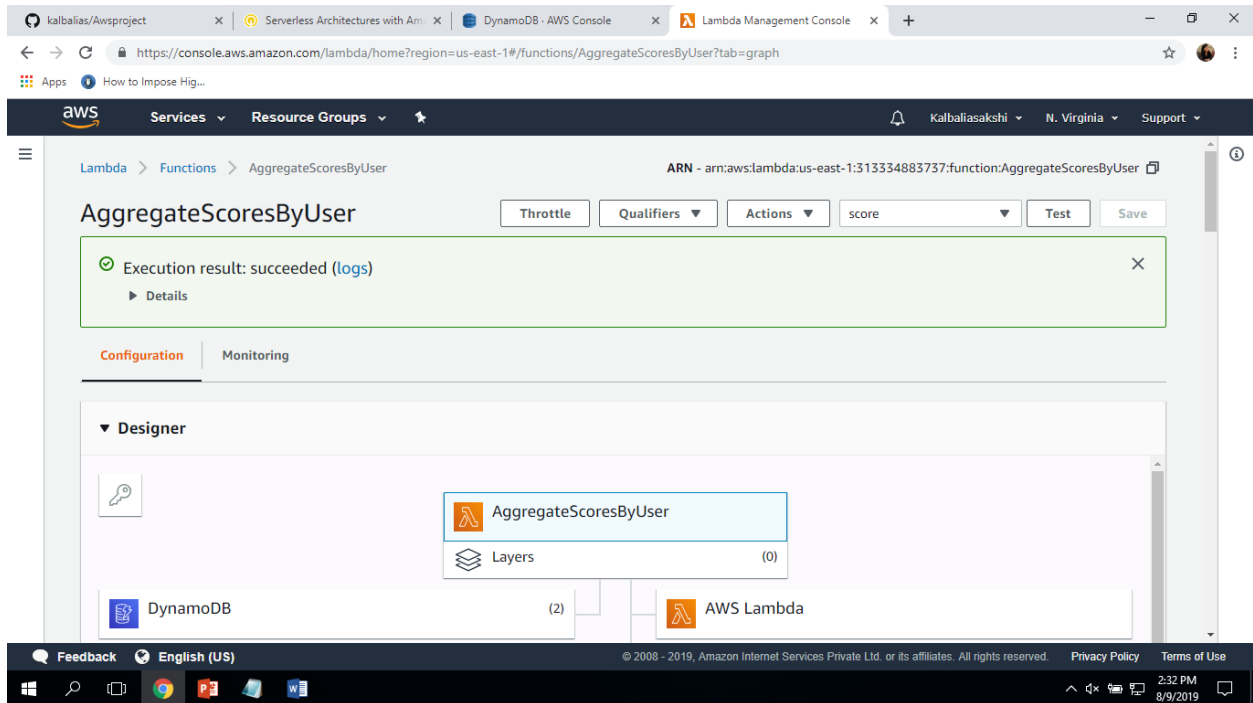 kalbalias/Awsproject
Serverless Architectures with Am
DynamoDB - AWS Console
Lambda Management Console
https://console.aws.amazon.com/lambda/home?region=us-east-1#/functions/AggregateScoresByUser?tab=graph
Apps How to Impose Hig...
aws Services Resource Groups Kalbaliasakshi N. Virginia Support
Lambda > Functions > AggregateScoresByUser ARN - arn:aws:lambda:us-east-1:313334883737:function:AggregateScoresByUser
AggregateScoresByUser Throttle Qualifiers Actions score Test Save
Execution result: succeeded (logs)
Details
Configuration Monitoring
Designer
AggregateScoresByUser
Layers (0)
DynamoDB (2) AWS Lambda
Feedback English (US) © 2008 - 2019, Amazon Internet Services Private Ltd. or its affiliates. All rights reserved. Privacy Policy Terms of Use
2:32 PM
8/9/2019